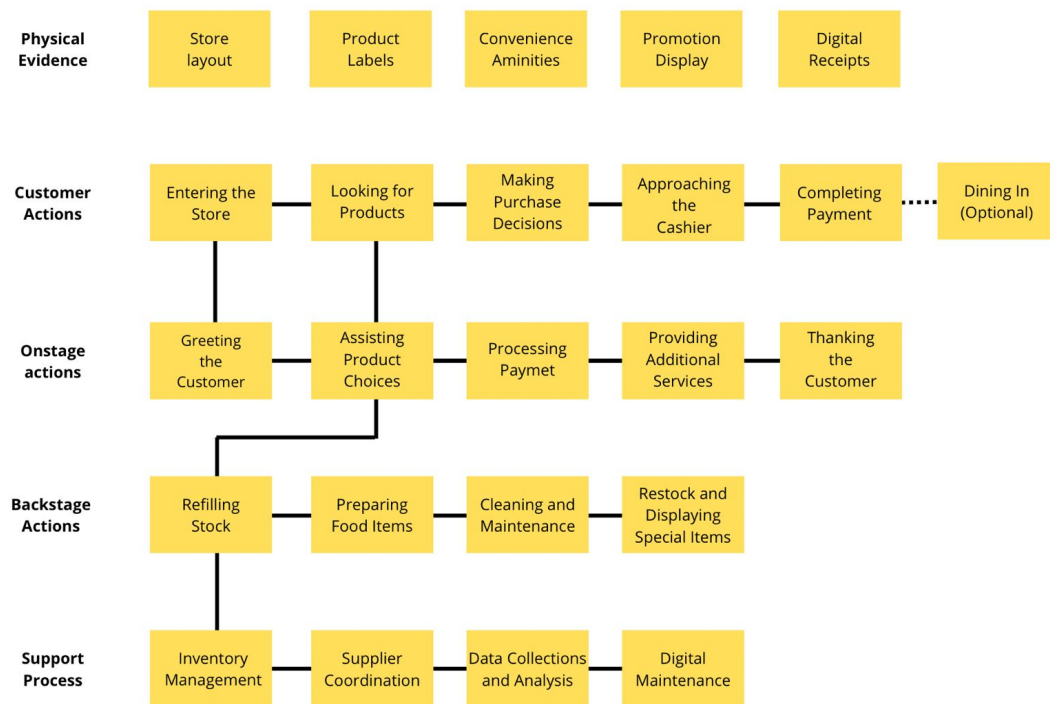 Physical
Evidence
Store
layout
Product
Labels
Convenience
Aminities
Promotion
Display
Digital
Receipts
Customer
Actions
Entering the
Store
Looking for
Products
Making
Purchase
Decisions
Approaching
the
Cashier
Completing
Payment
Dining In
(Optional)
Onstage
actions
Greeting
the
Customer
Assisting
Product
Choices
Processing
Paymet
Providing
Additional
Services
Thanking
the
Customer
Backstage
Actions
Refilling
Stock
Preparing
Food Items
Cleaning and
Maintenance
Restock and
Displaying
Special Items
Support
Process
Inventory
Management
Supplier
Coordination
Data Collections
and Analysis
Digital
Maintenance